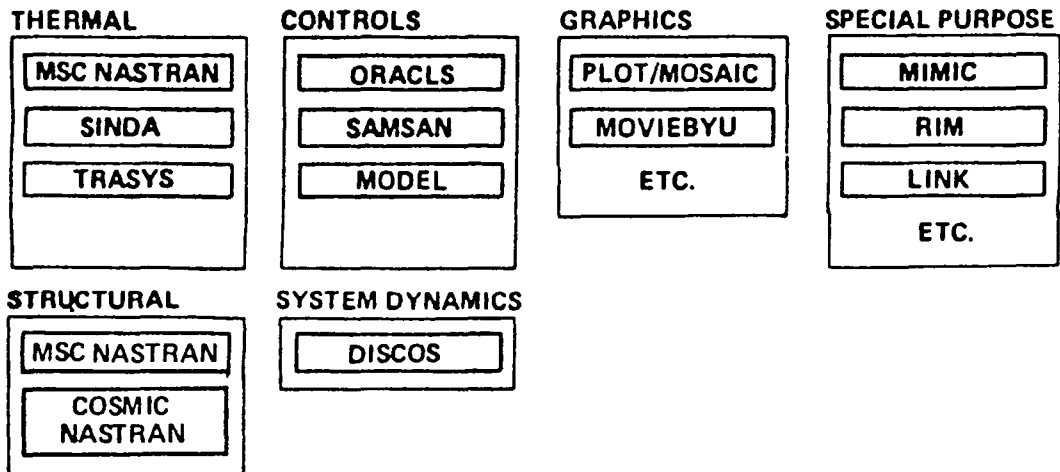 THERMAL
MSC NASTRAN
SINDA
TRASYS
CONTROLS
ORACLS
SAMSAN
MODEL
GRAPHICS
PLOT/MOSAIC
MOVIEBYU
ETC.
SPECIAL PURPOSE
MIMIC
RIM
LINK
ETC.
STRUCTURAL
MSC NASTRAN
COSMIC
NASTRAN
SYSTEM DYNAMICS
DISCOS